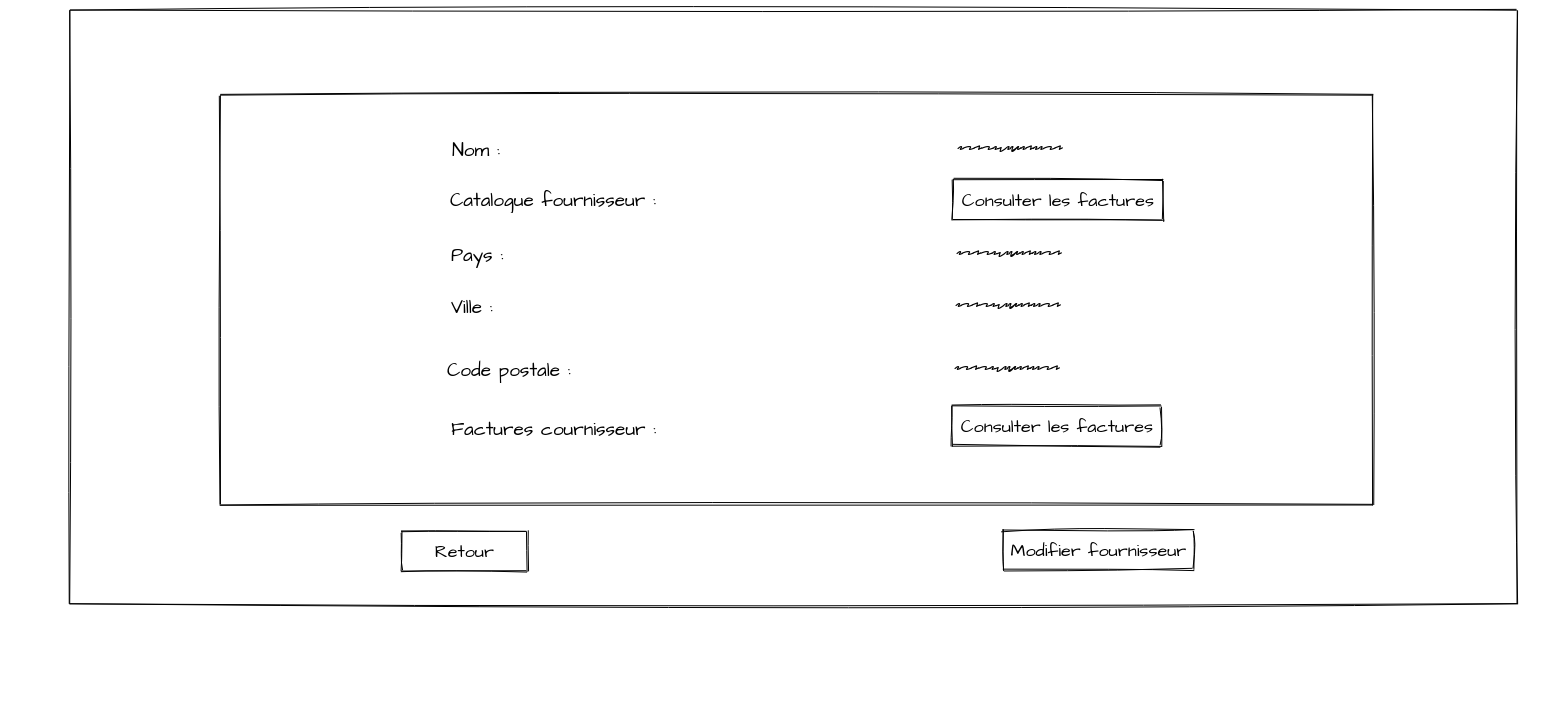 Nom :
Catalogue fournisseur :
Consulter les factures
Pays :
Ville :
Code postale :
Factures cournisseur :
Consulter les factures
Retour
Modifier fournisseur